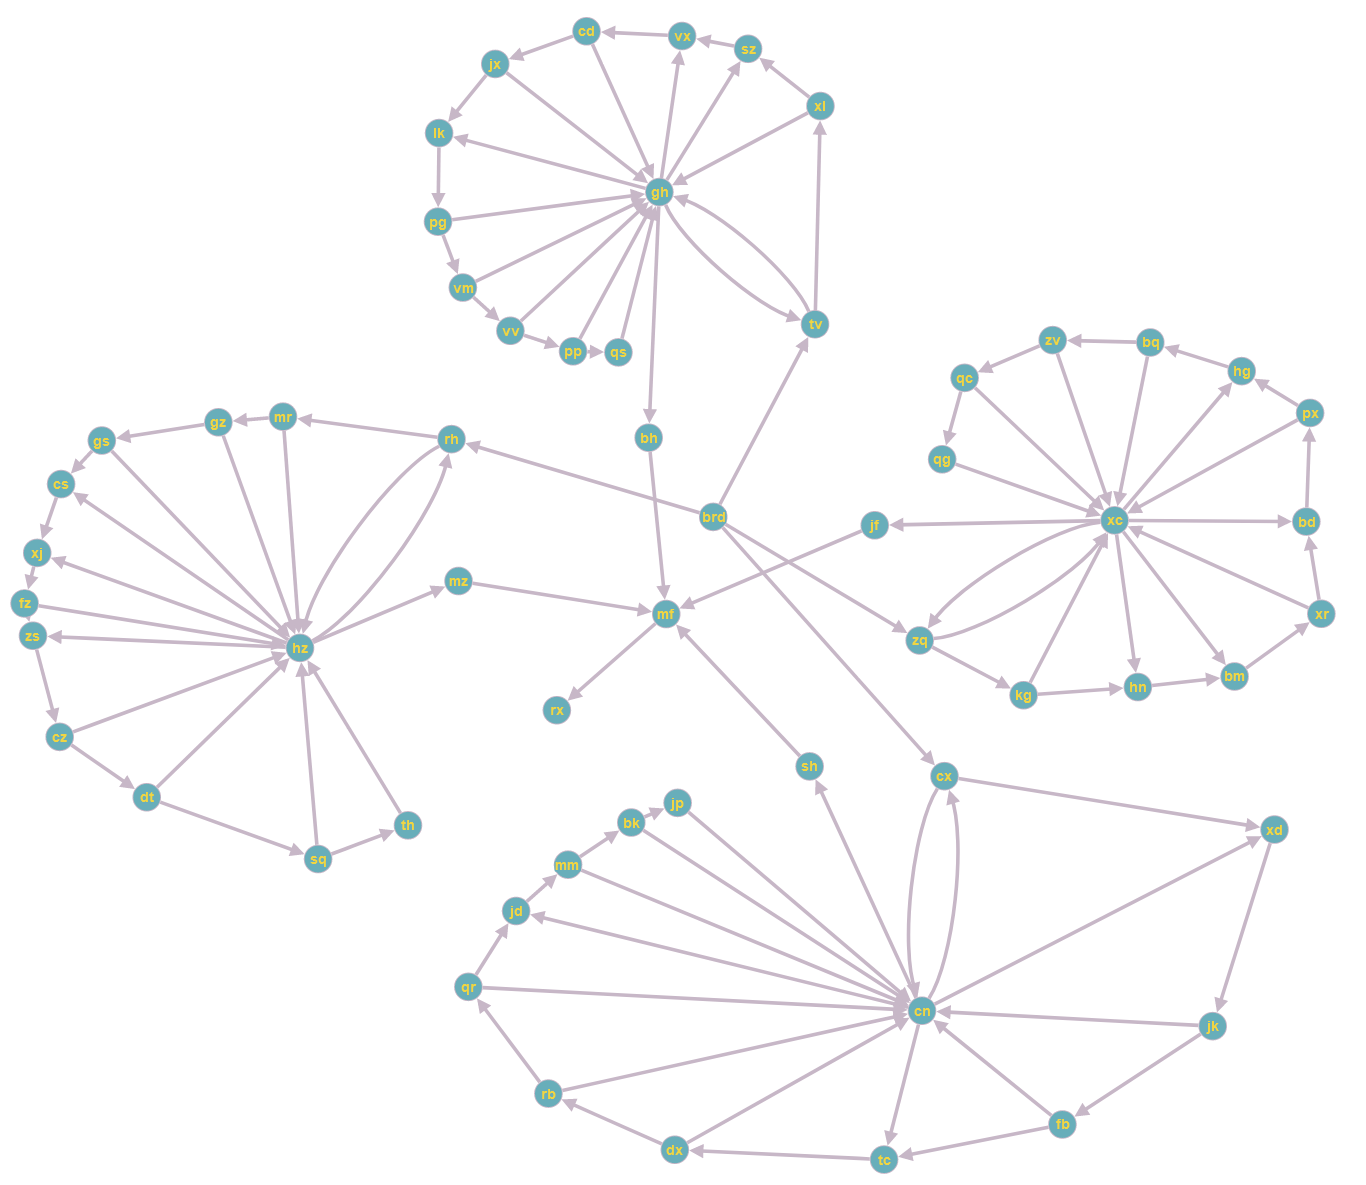 cd
vx
sz
jx
xl
lk
gh
pg
vm
tv
vv
pp
qs
zv
bq
hg
qc
px
mr
gz
rh
gs
bh
qg
cs
brd
xc
bd
jf
xj
mz
fz
mf
xr
zs
zq
hz
bm
hn
kg
rx
cz
sh
cx
dt
jp
bk
th
xd
sq
mm
jd
qr
cn
jk
rb
fb
dx
tc